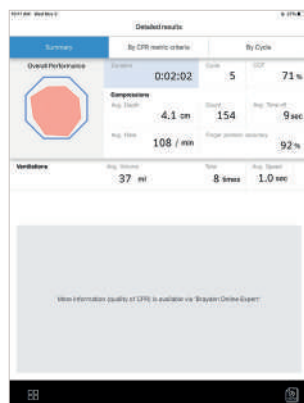 Detailed results
Summary
By CPR metric criteria
By Cycle
Overall Performance
Duration
0:02:02
Cycle
5
CCF
71 %
Compressions
Avg. Depth
4.1 cm
Count
154
Avg. Time off
9 sec
Avg. Rate
108 / min
Finger position accuracy
92 %
Ventilations
Avg. Volume
37 ml
Total
8 times
Avg. Speed
1.0 sec
More information (quality of CPR) is available via 'Brayden Online Expert'